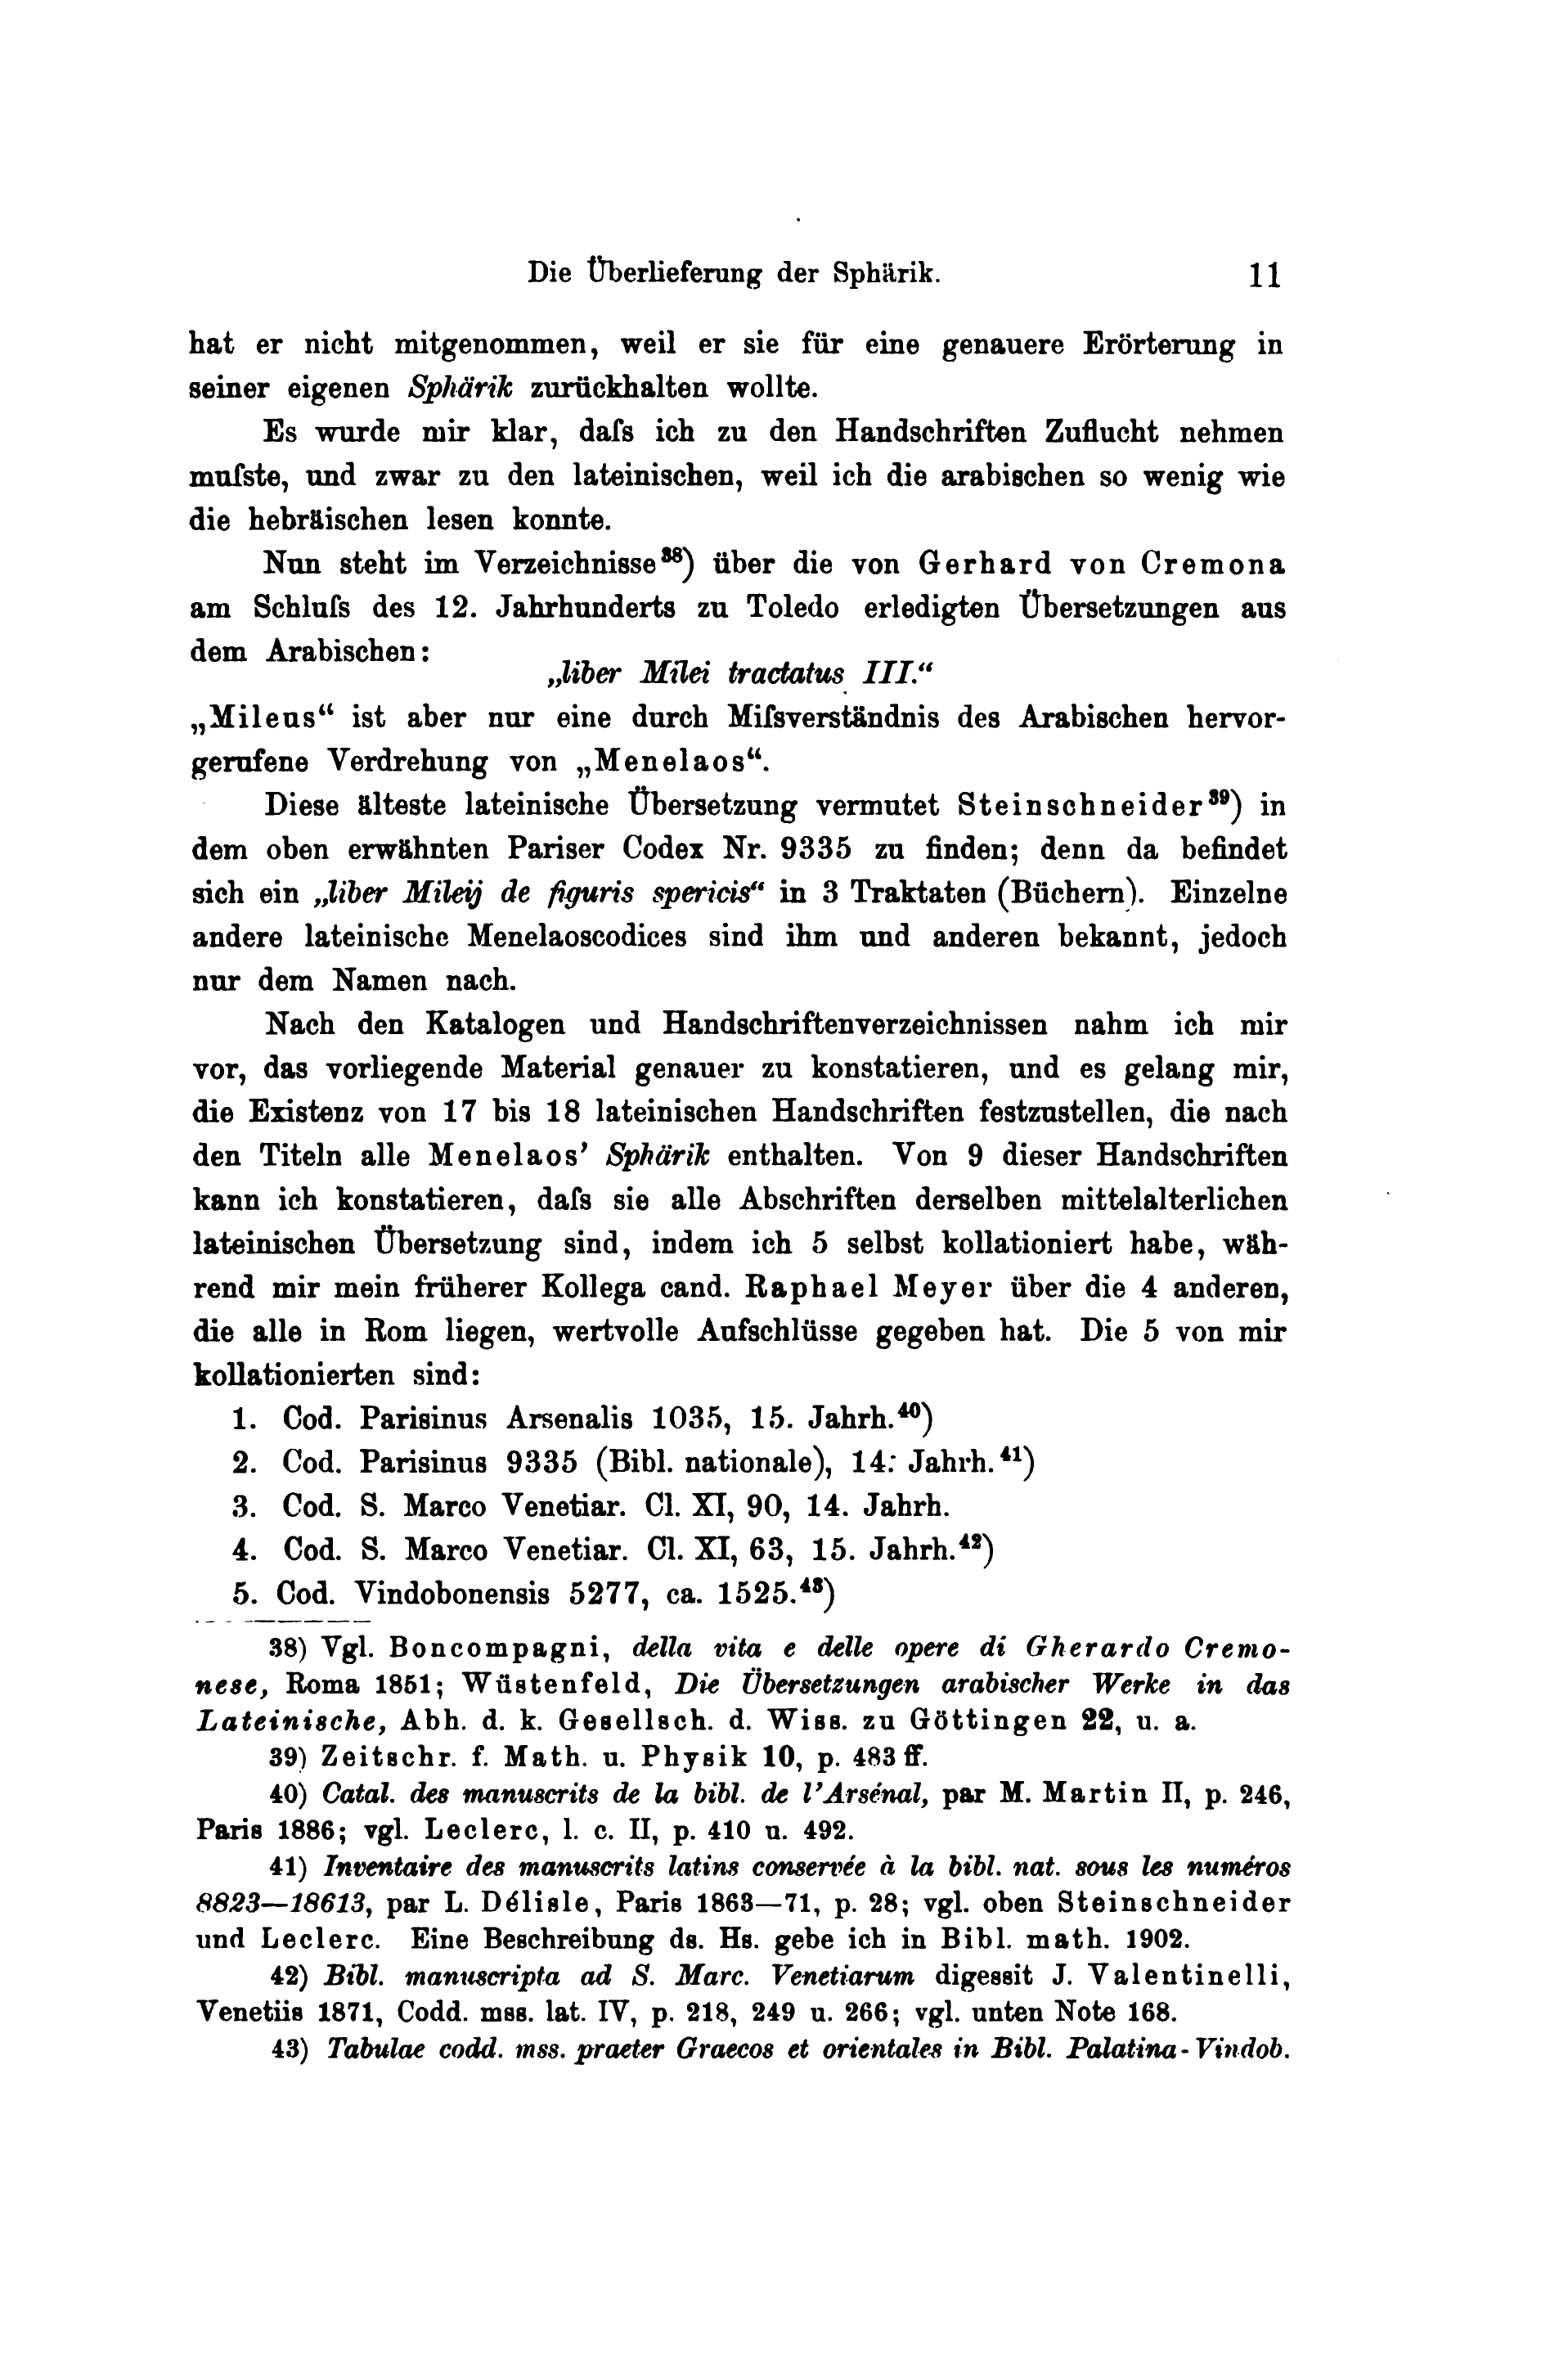 Die Überlieferung der Sphärik. 11
hat er nicht mitgenommen, weil er sie für eine genauere Erörterung in
seiner eigenen Sphärik zurückhalten wollte.
Es wurde mir klar, daſs ich zu den Handschriften Zuflucht nehmen
muſste, und zwar zu den lateinischen, weil ich die arabischen so wenig wie
die hebräischen lesen konnte.
Nun steht im Verzeichnisse³⁸) über die von Gerhard von Cremona
am Schluſs des 12. Jahrhunderts zu Toledo erledigten Übersetzungen aus
dem Arabischen:
„liber Milei tractatus III.“
„Mileus“ ist aber nur eine durch Miſsverständnis des Arabischen hervor-
gerufene Verdrehung von „Menelaos“.
Diese älteste lateinische Übersetzung vermutet Steinschneider³⁹) in
dem oben erwähnten Pariser Codex Nr. 9335 zu finden; denn da befindet
sich ein „liber Mileij de figuris spericis“ in 3 Traktaten (Büchern). Einzelne
andere lateinische Menelaoscodices sind ihm und anderen bekannt, jedoch
nur dem Namen nach.
Nach den Katalogen und Handschriftenverzeichnissen nahm ich mir
vor, das vorliegende Material genauer zu konstatieren, und es gelang mir,
die Existenz von 17 bis 18 lateinischen Handschriften festzustellen, die nach
den Titeln alle Menelaos’ Sphärik enthalten. Von 9 dieser Handschriften
kann ich konstatieren, daſs sie alle Abschriften derselben mittelalterlichen
lateinischen Übersetzung sind, indem ich 5 selbst kollationiert habe, wäh-
rend mir mein früherer Kollega cand. Raphael Meyer über die 4 anderen,
die alle in Rom liegen, wertvolle Aufschlüsse gegeben hat. Die 5 von mir
kollationierten sind:
1. Cod. Parisinus Arsenalis 1035, 15. Jahrh.⁴⁰)
2. Cod. Parisinus 9335 (Bibl. nationale), 14. Jahrh.⁴¹)
3. Cod. S. Marco Venetiar. Cl. XI, 90, 14. Jahrh.
4. Cod. S. Marco Venetiar. Cl. XI, 63, 15. Jahrh.⁴²)
5. Cod. Vindobonensis 5277, ca. 1525.⁴³)
38) Vgl. Boncompagni, della vita e delle opere di Gherardo Cremo-
nese, Roma 1851; Wüstenfeld, Die Übersetzungen arabischer Werke in das
Lateinische, Abh. d. k. Gesellsch. d. Wiss. zu Göttingen 22, u. a.
39) Zeitschr. f. Math. u. Physik 10, p. 483 ff.
40) Catal. des manuscrits de la bibl. de l’Arsénal, par M. Martin II, p. 246,
Paris 1886; vgl. Leclerc, l. c. II, p. 410 u. 492.
41) Inventaire des manuscrits latins conservée à la bibl. nat. sous les numéros
8823—18613, par L. Délisle, Paris 1863—71, p. 28; vgl. oben Steinschneider
und Leclerc. Eine Beschreibung ds. Hs. gebe ich in Bibl. math. 1902.
42) Bibl. manuscripta ad S. Marc. Venetiarum digessit J. Valentinelli,
Venetiis 1871, Codd. mss. lat. IV, p. 218, 249 u. 266; vgl. unten Note 168.
43) Tabulae codd. mss. praeter Graecos et orientales in Bibl. Palatina-Vindob.